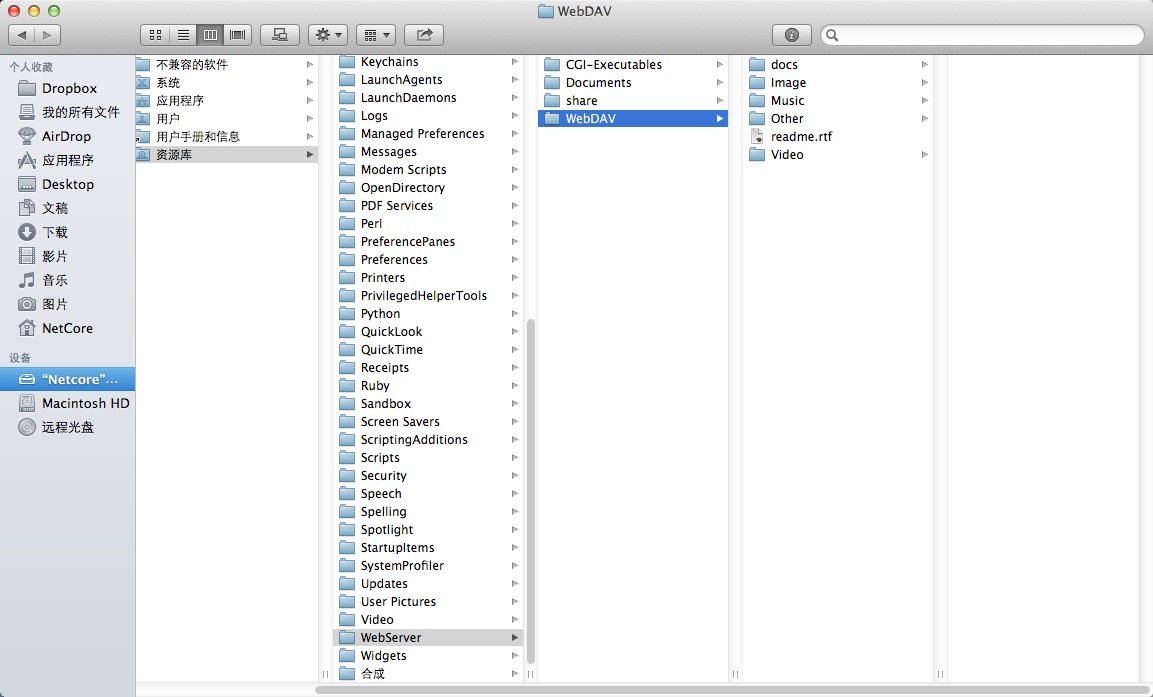 WebDAV
个人收藏
Dropbox
我的所有文件
AirDrop
应用程序
Desktop
文稿
下载
影片
音乐
图片
NetCore
设备
“Netcore”…
Macintosh HD
远程光盘
不兼容的软件
系统
应用程序
用户
用户手册和信息
资源库
Keychains
LaunchAgents
LaunchDaemons
Logs
Managed Preferences
Messages
Modem Scripts
OpenDirectory
PDF Services
Perl
PreferencePanes
Preferences
Printers
PrivilegedHelperTools
Python
QuickLook
QuickTime
Receipts
Ruby
Sandbox
Screen Savers
ScriptingAdditions
Scripts
Security
Speech
Spelling
Spotlight
StartupItems
SystemProfiler
Updates
User Pictures
Video
WebServer
Widgets
合成
CGI-Executables
Documents
share
WebDAV
docs
Image
Music
Other
readme.rtf
Video